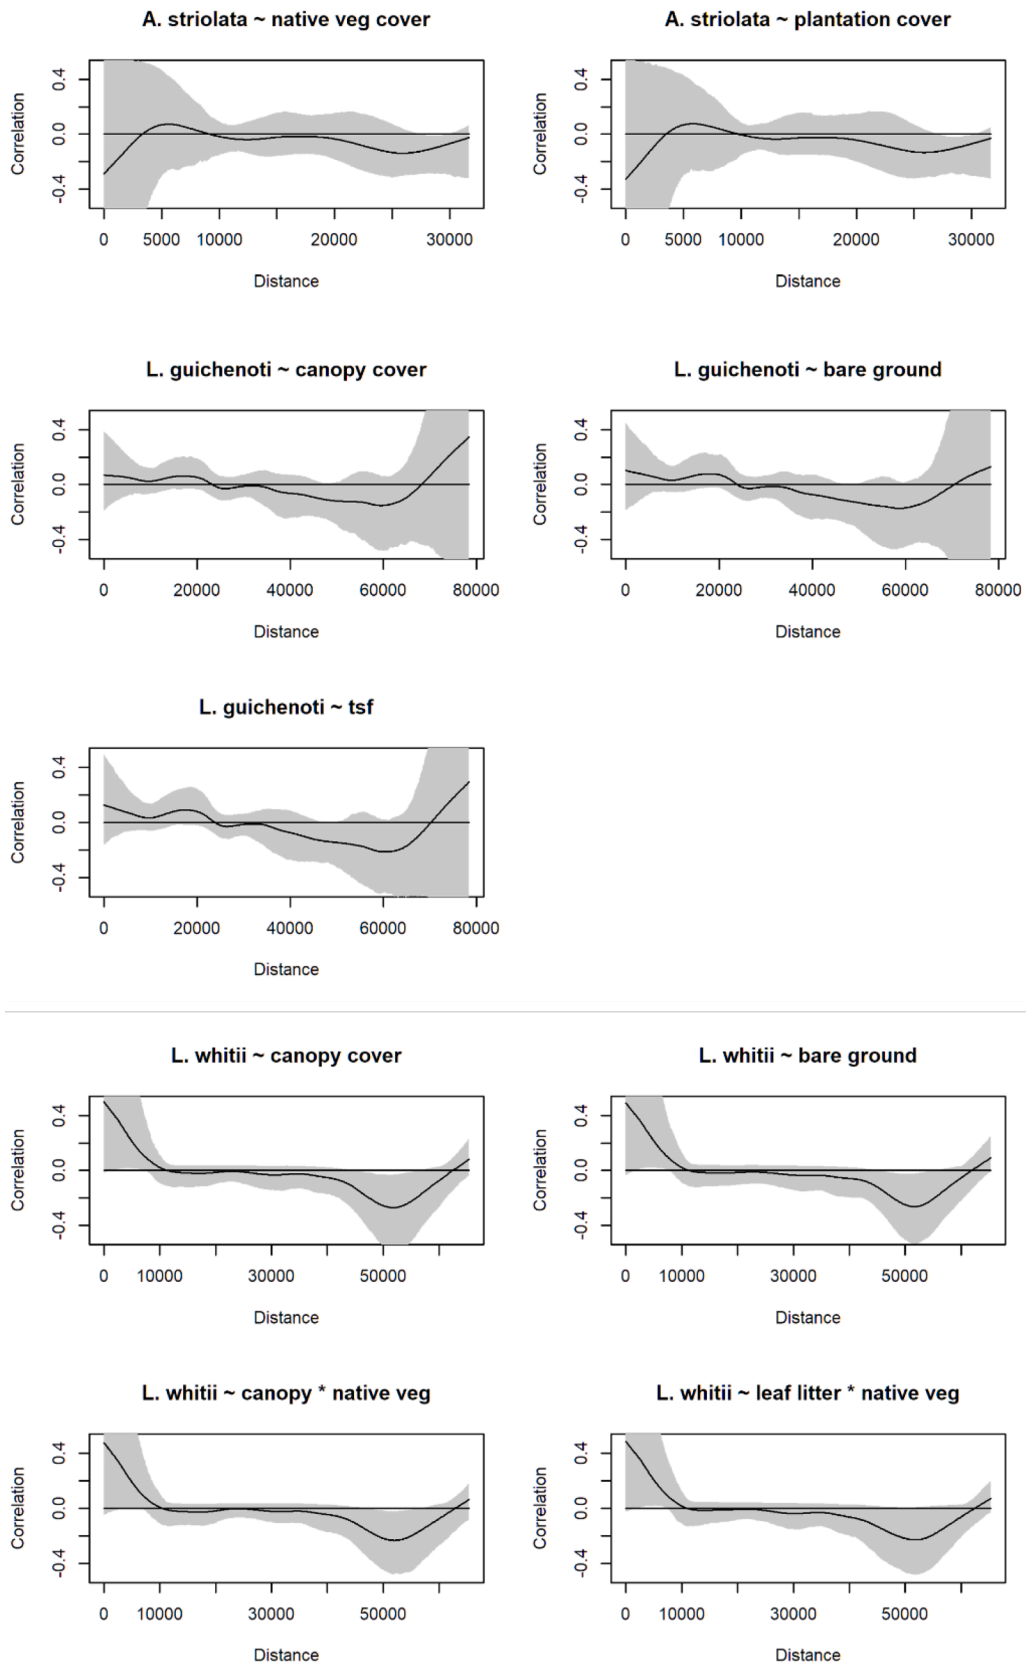 A. striolata ~ native veg cover
Correlation
0.4
0.0
-0.4
0 5000 10000 20000 30000
Distance
A. striolata ~ plantation cover
Correlation
0.4
0.0
-0.4
0 5000 10000 20000 30000
Distance
L. guichenoti ~ canopy cover
Correlation
0.4
0.0
-0.4
0 20000 40000 60000 80000
Distance
L. guichenoti ~ bare ground
Correlation
0.4
0.0
-0.4
0 20000 40000 60000 80000
Distance
L. guichenoti ~ tsf
Correlation
0.4
0.0
-0.4
0 20000 40000 60000 80000
Distance
L. whitii ~ canopy cover
Correlation
0.4
0.0
-0.4
0 10000 30000 50000
Distance
L. whitii ~ bare ground
Correlation
0.4
0.0
-0.4
0 10000 30000 50000
Distance
L. whitii ~ canopy * native veg
Correlation
0.4
0.0
-0.4
0 10000 30000 50000
Distance
L. whitii ~ leaf litter * native veg
Correlation
0.4
0.0
-0.4
0 10000 30000 50000
Distance